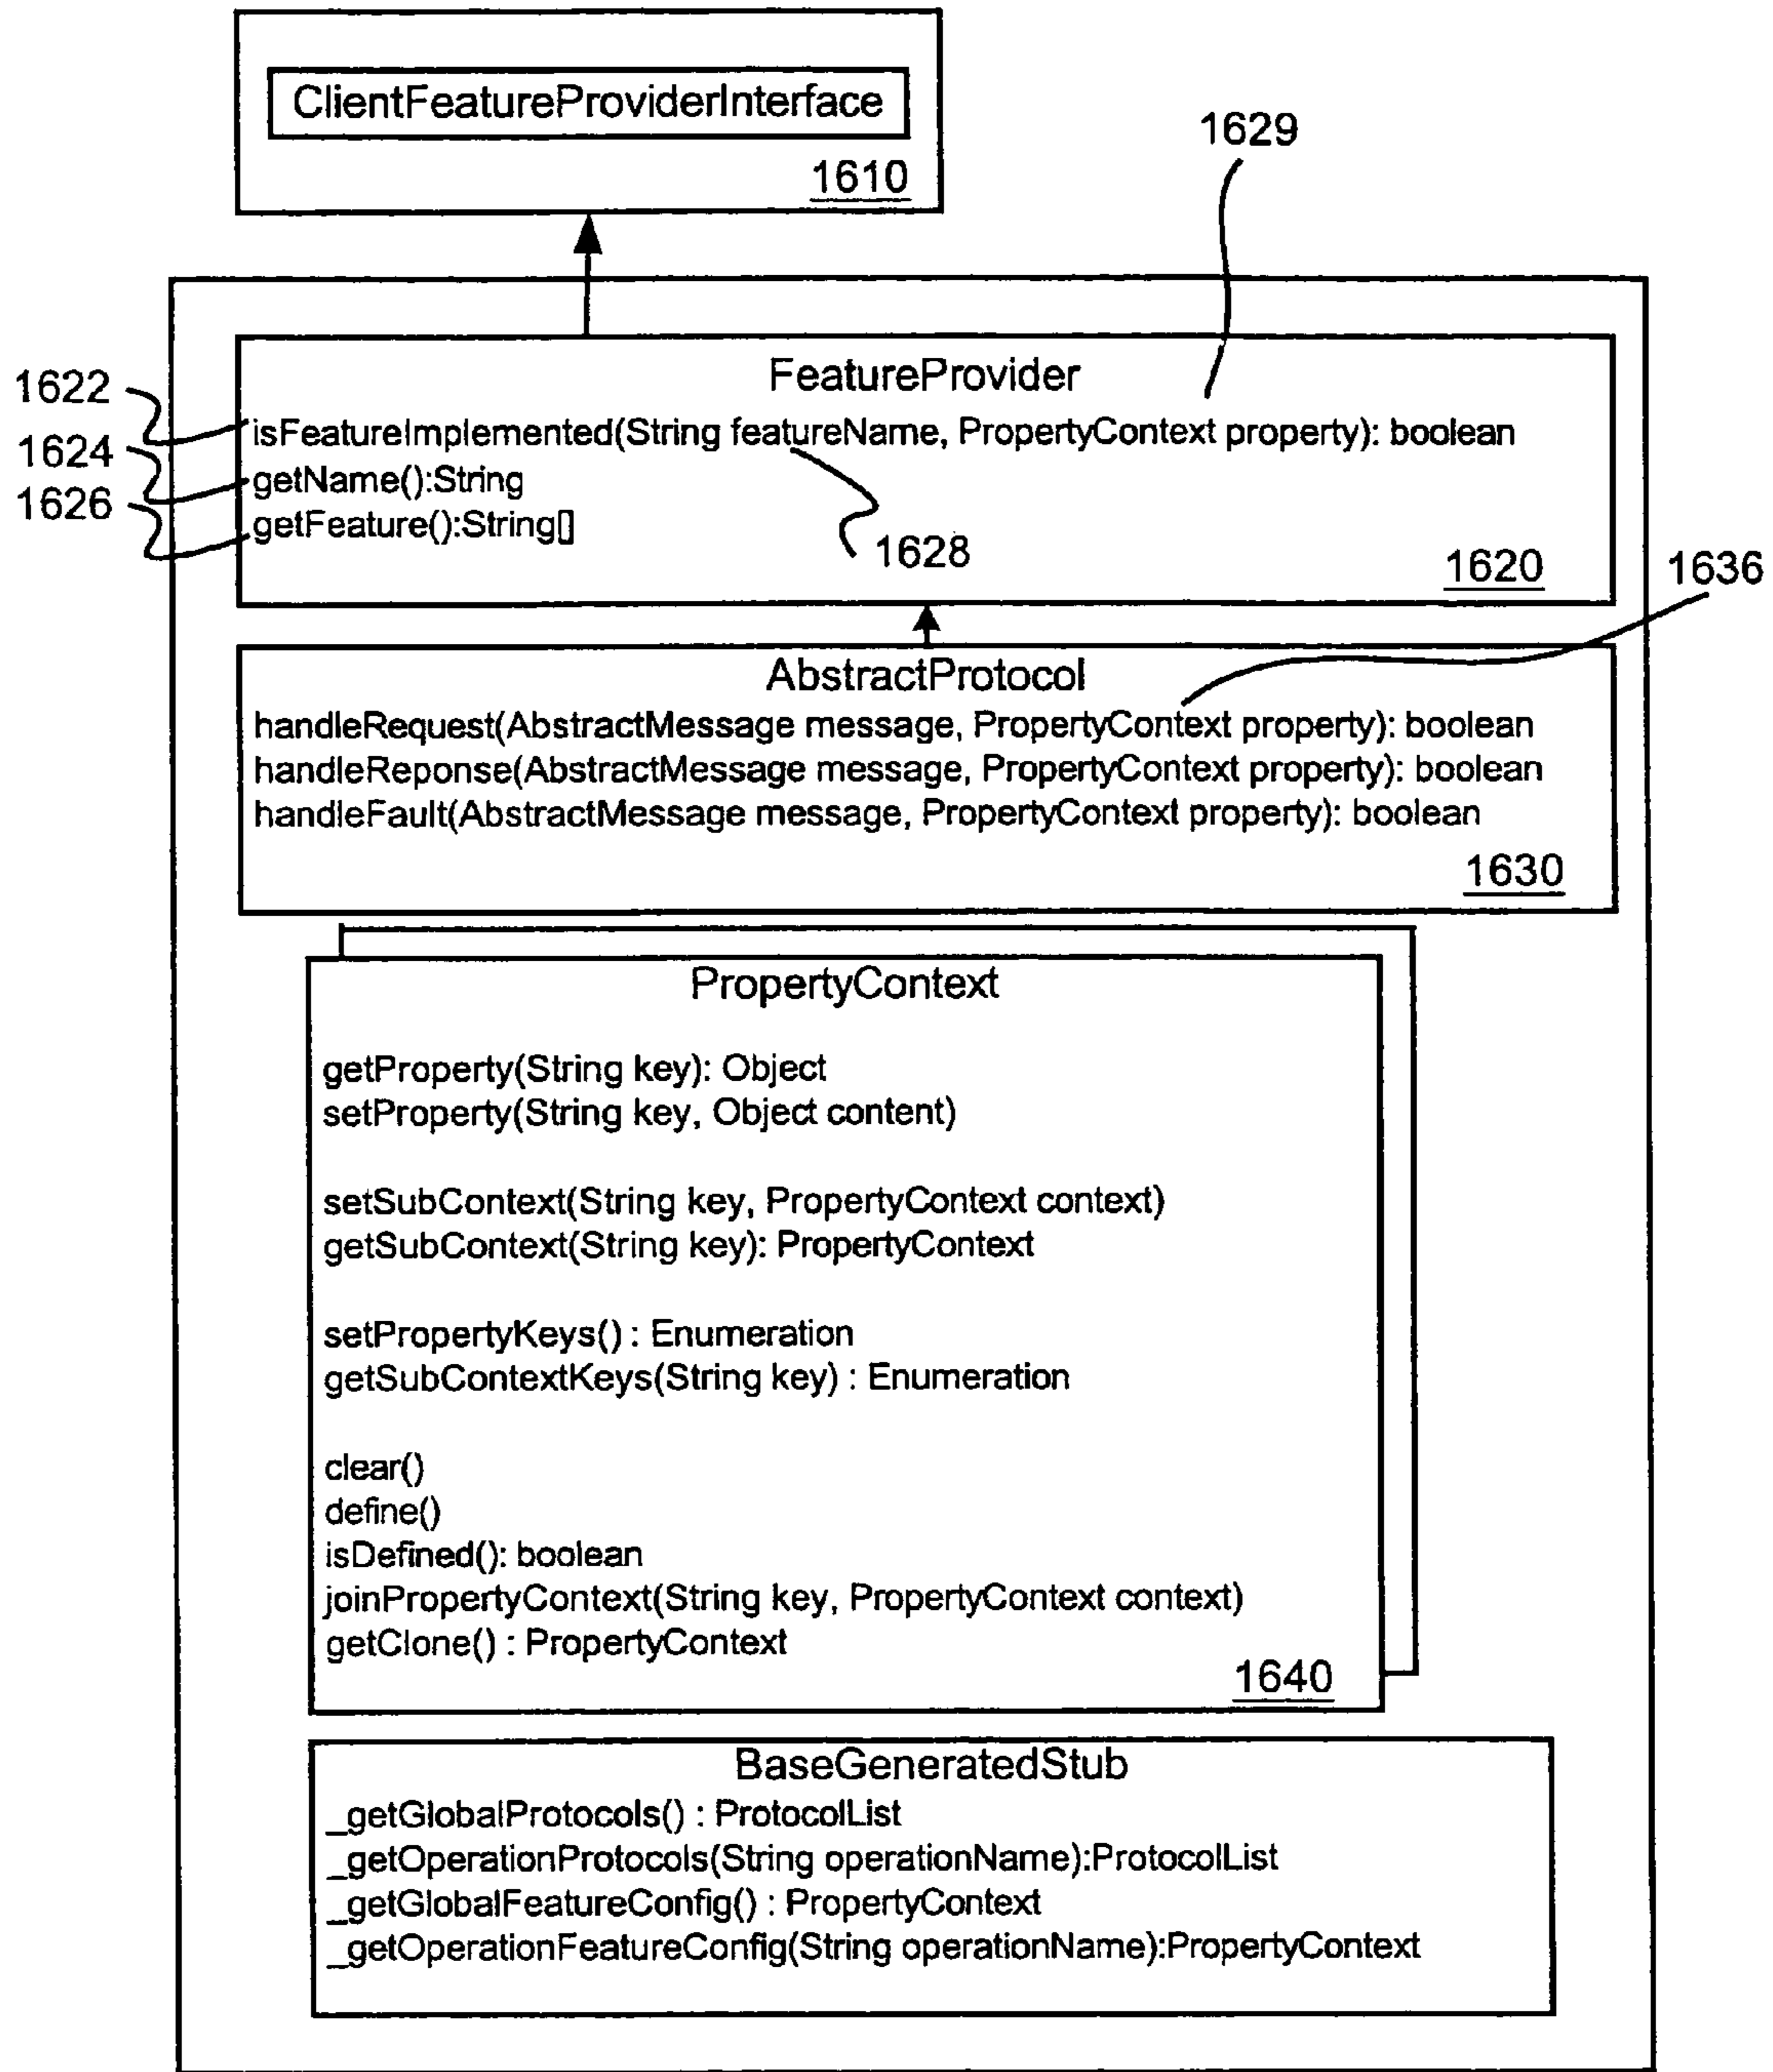 ClientFeatureProviderInterface
1610
1629
FeatureProvider
1622
isFeatureImplemented(String featureName, PropertyContext property): boolean
1624
getName():String
1626
getFeature():String[]
1628
1620
1636
AbstractProtocol
handleRequest(AbstractMessage message, PropertyContext property): boolean
handleReponse(AbstractMessage message, PropertyContext property): boolean
handleFault(AbstractMessage message, PropertyContext property): boolean
1630
PropertyContext
getProperty(String key): Object
setProperty(String key, Object content)
setSubContext(String key, PropertyContext context)
getSubContext(String key): PropertyContext
setPropertyKeys() : Enumeration
getSubContextKeys(String key) : Enumeration
clear()
define()
isDefined(): boolean
joinPropertyContext(String key, PropertyContext context)
getClone() : PropertyContext
1640
BaseGeneratedStub
_getGlobalProtocols() : ProtocolList
_getOperationProtocols(String operationName):ProtocolList
_getGlobalFeatureConfig() : PropertyContext
_getOperationFeatureConfig(String operationName):PropertyContext